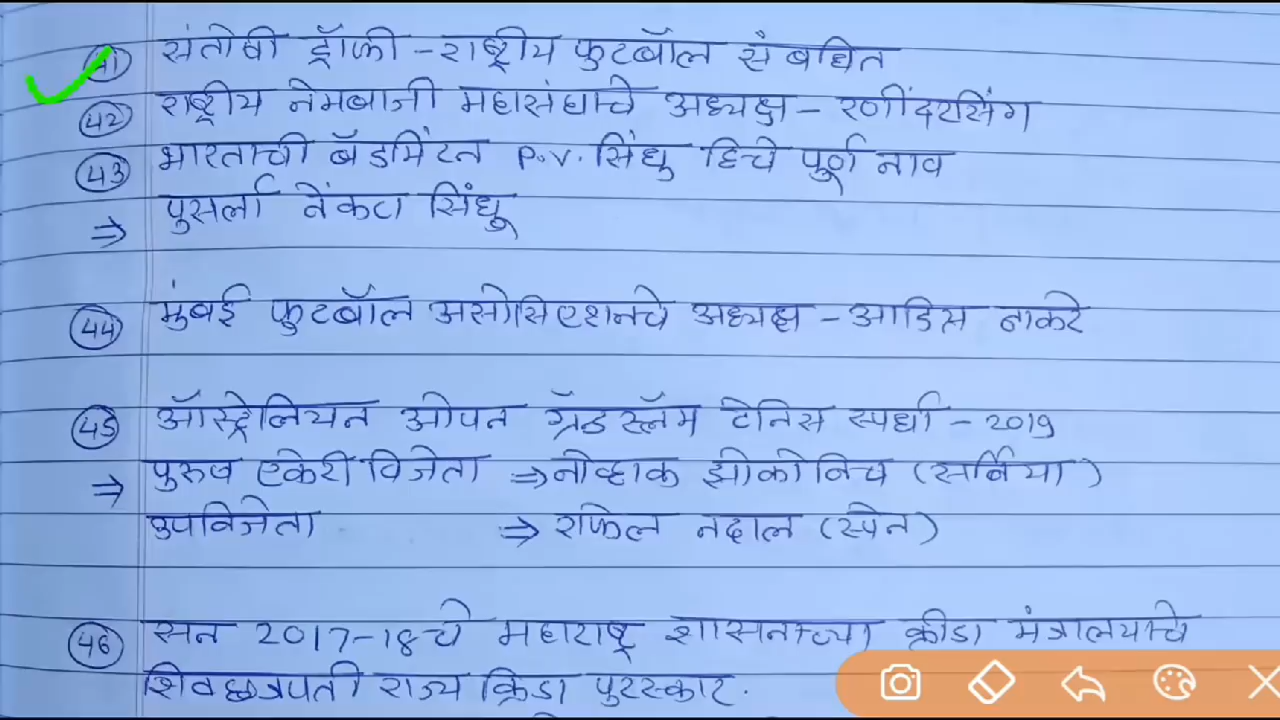 41) संतोषी ट्रॉफी - राष्ट्रीय फुटबॉल संबधित
42) राष्ट्रीय नेमबाजी महासंघाचे अध्यक्ष - रणींदरसिंग
43) भारताची बॅडमिंटन P.V. सिंधु हिचे पूर्ण नाव
⇒ पुसर्ला वेंकटा सिंधू
44) मुंबई फुटबॉल असोसिएशनचे अध्यक्ष - आदित्य ठाकरे
45) ऑस्ट्रेलियन ओपन ग्रॅडस्लॅम टेनिस स्पर्धा - 2019
⇒ पुरुष एकेरी विजेता ⇒ नोव्हाक झोकोविच (सर्बिया)
उपविजेता ⇒ राफेल नदाल (स्पेन)
46) सन 2017-18चे महाराष्ट्र शासनाच्या क्रीडा मंत्रालयाचे
शिवछत्रपती राज्य क्रिडा पुरस्कार.